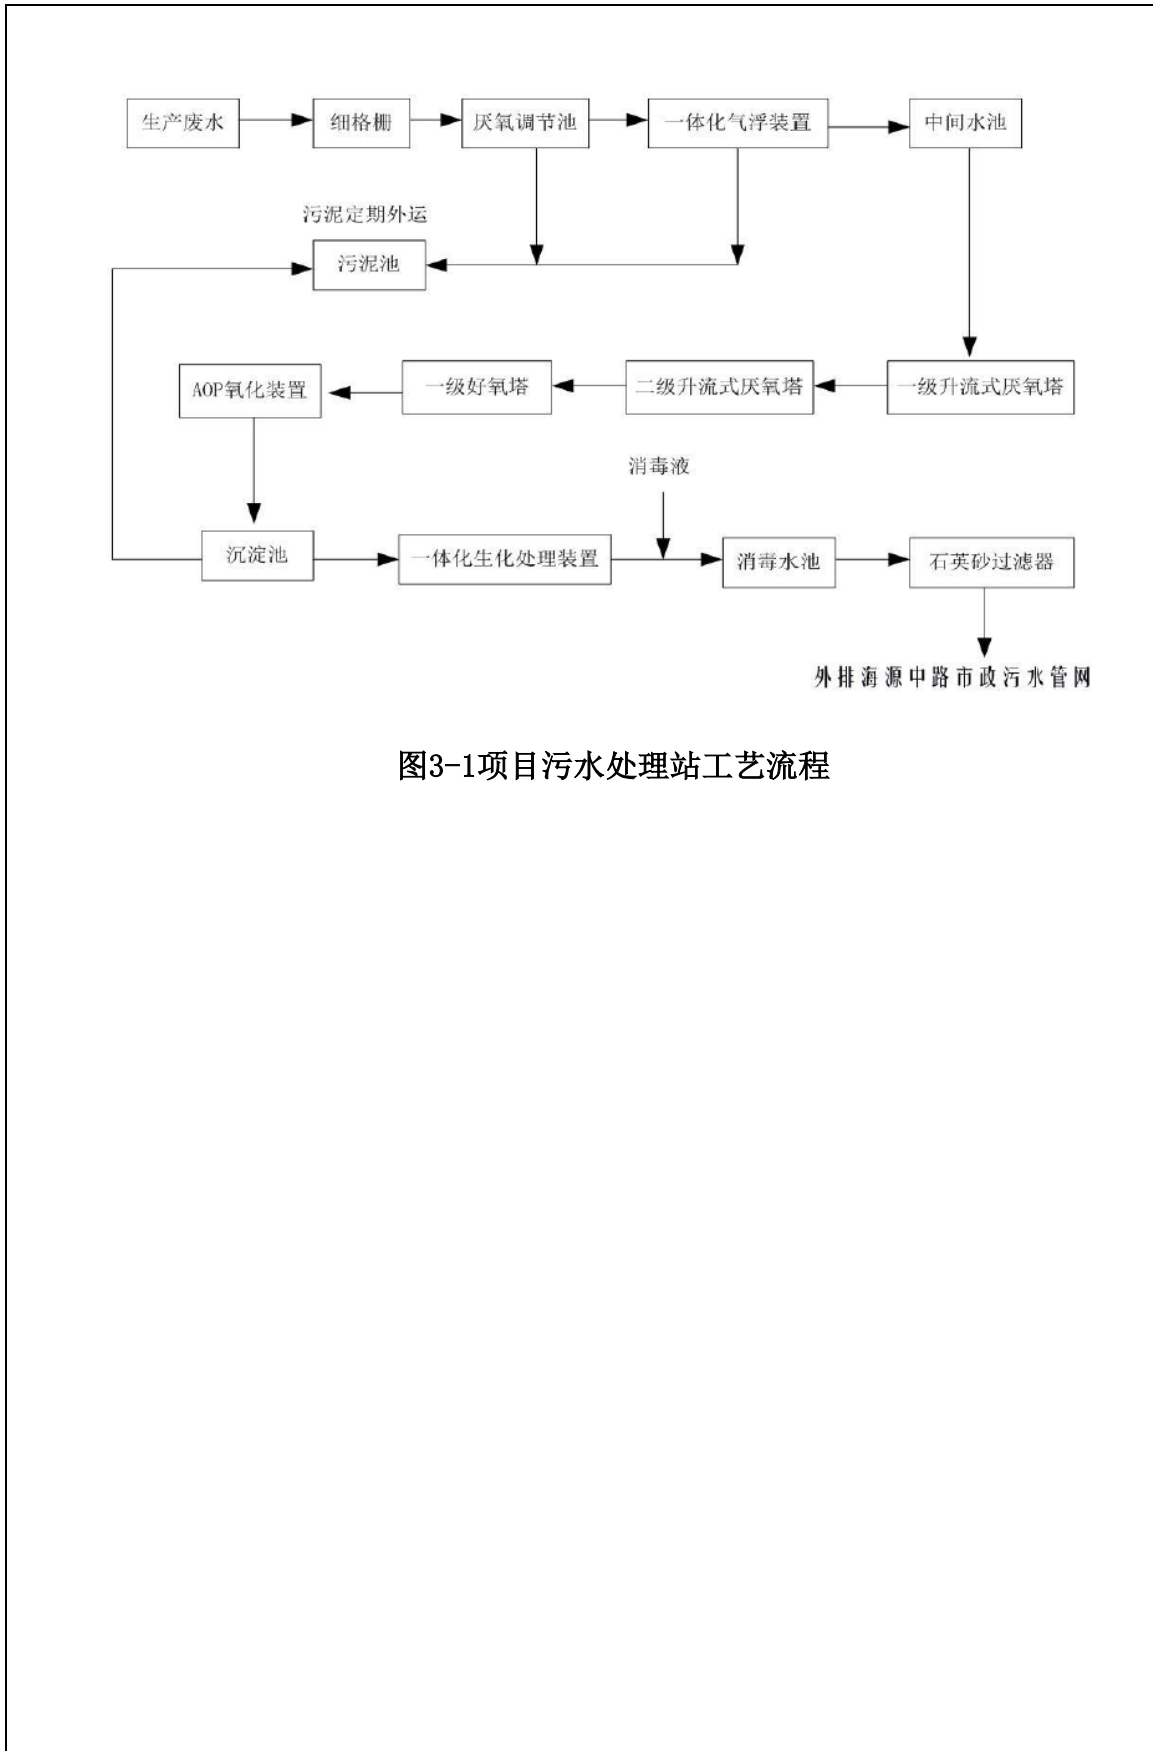 生产废水
细格栅
厌氧调节池
一体化气浮装置
中间水池
污泥定期外运
污泥池
AOP氧化装置
一级好氧塔
二级升流式厌氧塔
一级升流式厌氧塔
消毒液
沉淀池
一体化生化处理装置
消毒水池
石英砂过滤器
外排海源中路市政污水管网
图3-1项目污水处理站工艺流程